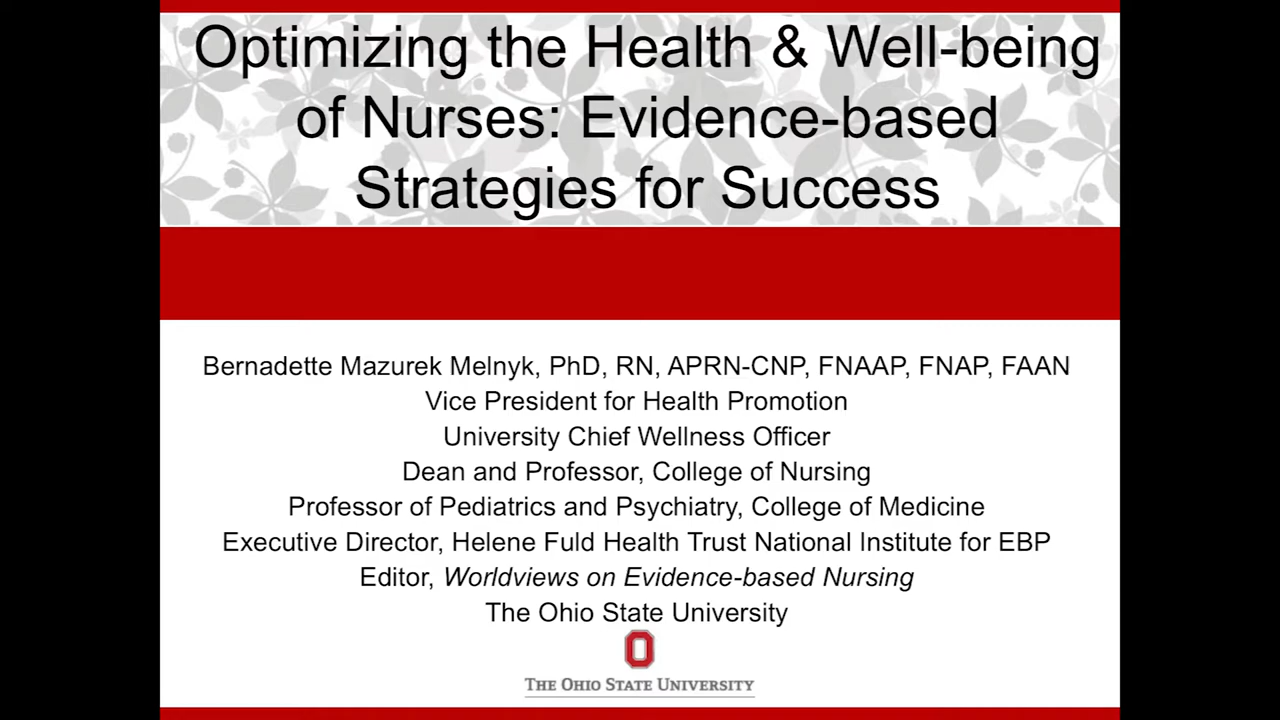 Optimizing the Health & Well-being
of Nurses: Evidence-based
Strategies for Success
Bernadette Mazurek Melnyk, PhD, RN, APRN-CNP, FNAAP, FNAP, FAAN
Vice President for Health Promotion
University Chief Wellness Officer
Dean and Professor, College of Nursing
Professor of Pediatrics and Psychiatry, College of Medicine
Executive Director, Helene Fuld Health Trust National Institute for EBP
Editor, Worldviews on Evidence-based Nursing
The Ohio State University
THE OHIO STATE UNIVERSITY